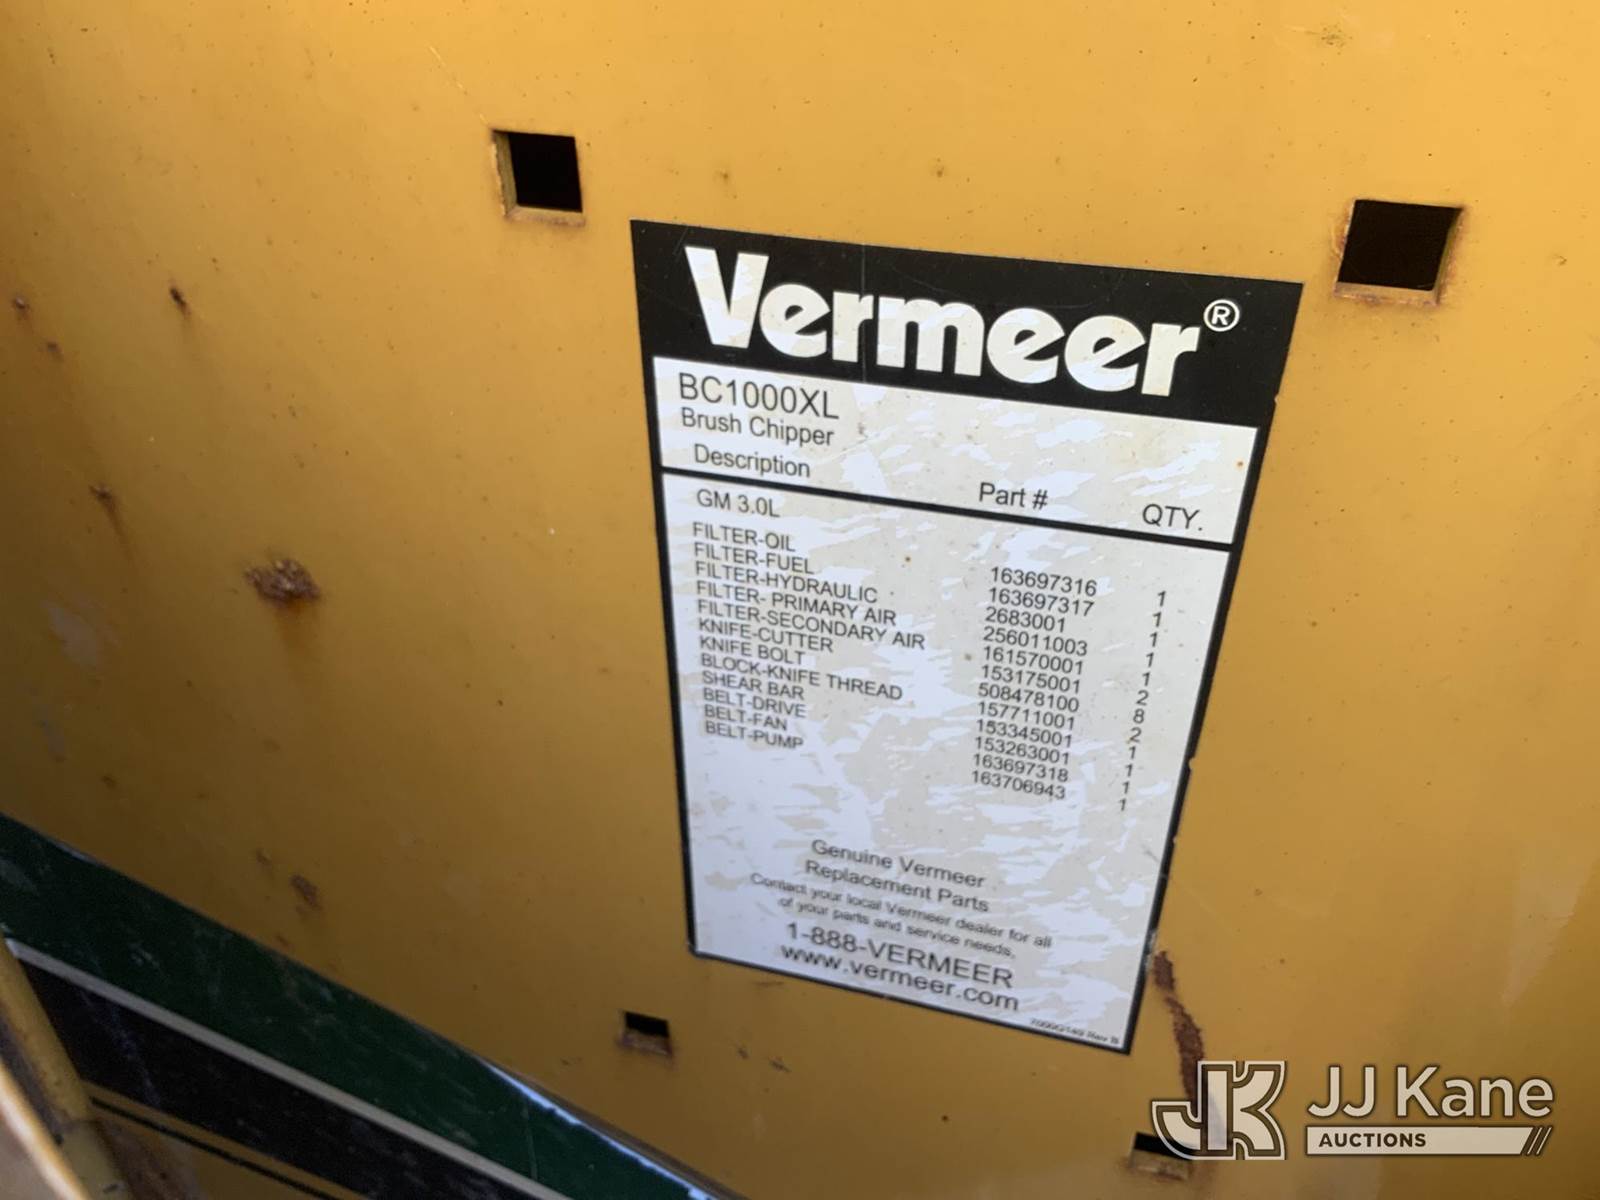 Vermeer®
BC1000XL
Brush Chipper
Description Part # QTY.
GM 3.0L
FILTER-OIL 163697316 1
FILTER-FUEL 163697317 1
FILTER-HYDRAULIC 2683001 1
FILTER- PRIMARY AIR 256011003 1
FILTER-SECONDARY AIR 161570001 1
KNIFE-CUTTER 153175001 2
KNIFE BOLT 508478100 8
BLOCK-KNIFE THREAD 157711001 2
SHEAR BAR 153345001 1
BELT-DRIVE 153263001 1
BELT-FAN 163697318 1
BELT-PUMP 163706943 1
Genuine Vermeer
Replacement Parts
Contact your local Vermeer dealer for all
of your parts and service needs.
1-888-VERMEER
www.vermeer.com
Rev B
JJ Kane
AUCTIONS